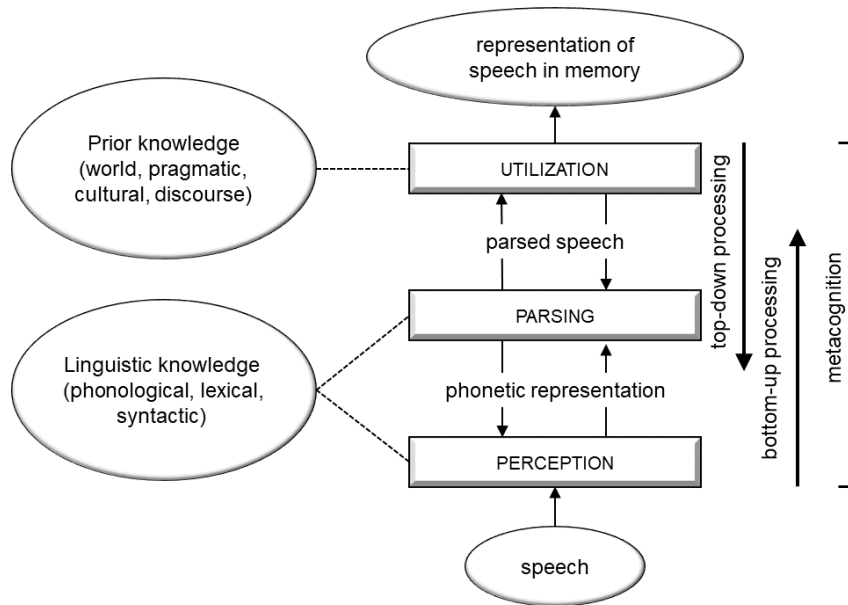 representation of
speech in memory
Prior knowledge
(world, pragmatic,
cultural, discourse)
UTILIZATION
parsed speech
PARSING
Linguistic knowledge
(phonological, lexical,
syntactic)
phonetic representation
PERCEPTION
speech
top-down processing
bottom-up processing
metacognition